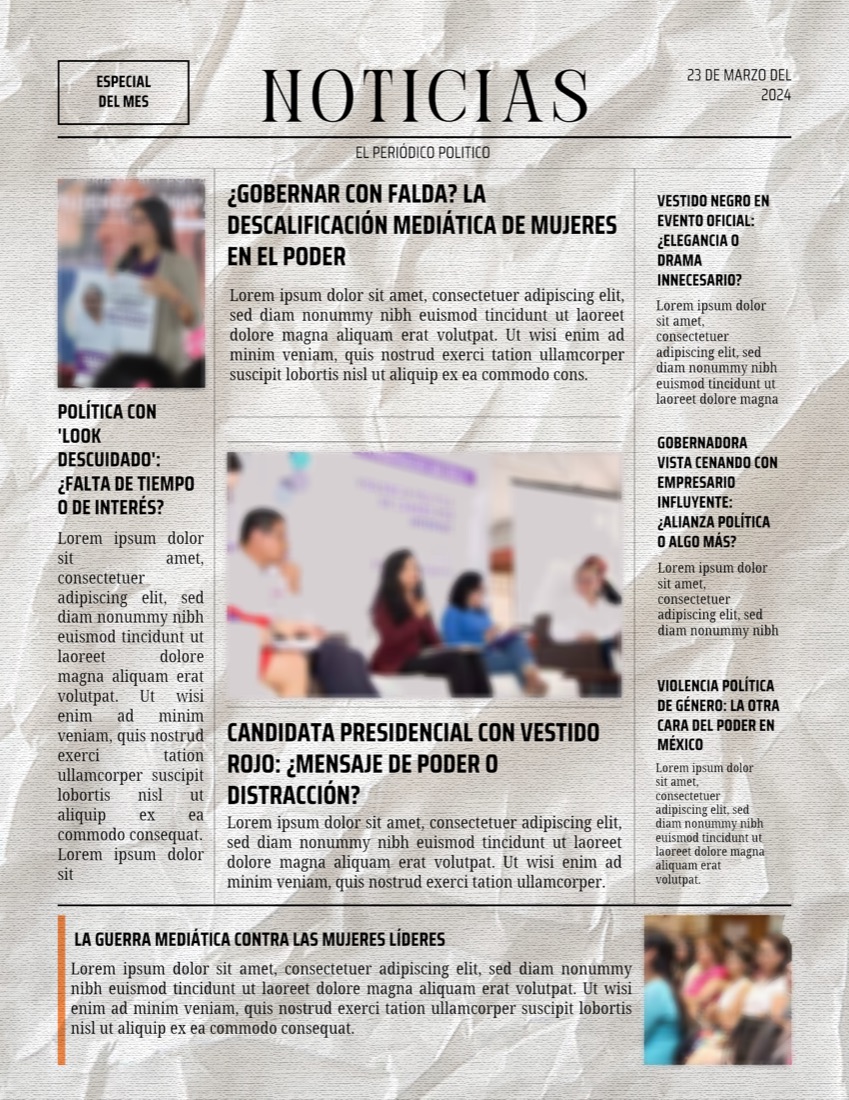 ESPECIAL
DEL MES
NOTICIAS
23 DE MARZO DEL
2024
EL PERIÓDICO POLITICO
POLÍTICA CON
'LOOK
DESCUIDADO':
¿FALTA DE TIEMPO
O DE INTERÉS?
Lorem ipsum dolor
sit amet,
consectetuer
adipiscing elit, sed
diam nonummy nibh
euismod tincidunt ut
laoreet dolore
magna aliquam erat
volutpat. Ut wisi
enim ad minim
veniam, quis nostrud
exerci tation
ullamcorper suscipit
lobortis nisl ut
aliquip ex ea
commodo consequat.
Lorem ipsum dolor
sit
¿GOBERNAR CON FALDA? LA
DESCALIFICACIÓN MEDIÁTICA DE MUJERES
EN EL PODER
Lorem ipsum dolor sit amet, consectetuer adipiscing elit,
sed diam nonummy nibh euismod tincidunt ut laoreet
dolore magna aliquam erat volutpat. Ut wisi enim ad
minim veniam, quis nostrud exerci tation ullamcorper
suscipit lobortis nisl ut aliquip ex ea commodo cons.
CANDIDATA PRESIDENCIAL CON VESTIDO
ROJO: ¿MENSAJE DE PODER O
DISTRACCIÓN?
Lorem ipsum dolor sit amet, consectetuer adipiscing elit,
sed diam nonummy nibh euismod tincidunt ut laoreet
dolore magna aliquam erat volutpat. Ut wisi enim ad
minim veniam, quis nostrud exerci tation ullamcorper.
VESTIDO NEGRO EN
EVENTO OFICIAL:
¿ELEGANCIA O
DRAMA
INNECESARIO?
Lorem ipsum dolor
sit amet,
consectetuer
adipiscing elit, sed
diam nonummy nibh
euismod tincidunt ut
laoreet dolore magna
GOBERNADORA
VISTA CENANDO CON
EMPRESARIO
INFLUYENTE:
¿ALIANZA POLÍTICA
O ALGO MÁS?
Lorem ipsum dolor
sit amet,
consectetuer
adipiscing elit, sed
diam nonummy nibh
VIOLENCIA POLÍTICA
DE GÉNERO: LA OTRA
CARA DEL PODER EN
MÉXICO
Lorem ipsum dolor
sit amet,
consectetuer
adipiscing elit, sed
diam nonummy nibh
euismod tincidunt ut
laoreet dolore magna
aliquam erat
volutpat.
LA GUERRA MEDIÁTICA CONTRA LAS MUJERES LÍDERES
Lorem ipsum dolor sit amet, consectetuer adipiscing elit, sed diam nonummy
nibh euismod tincidunt ut laoreet dolore magna aliquam erat volutpat. Ut wisi
enim ad minim veniam, quis nostrud exerci tation ullamcorper suscipit lobortis
nisl ut aliquip ex ea commodo consequat.